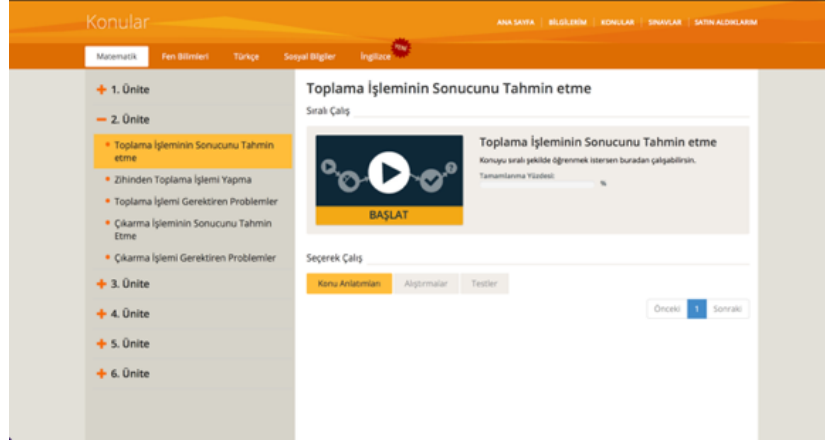 Konular
ANA SAYFA
BİLGİLERİM
KONULAR
SINAVLAR
SATIN ALDIKLARIM
Matematik
Fen Bilimleri
Türkçe
Sosyal Bilgiler
İngilizce
YENİ
1. Ünite
2. Ünite
Toplama İşleminin Sonucunu Tahmin
etme
Zihinden Toplama İşlemi Yapma
Toplama İşlemi Gerektiren Problemler
Çıkarma İşleminin Sonucunu Tahmin
Etme
Çıkarma İşlemi Gerektiren Problemler
3. Ünite
4. Ünite
5. Ünite
6. Ünite
Toplama İşleminin Sonucunu Tahmin etme
Sıralı Çalış
BAŞLAT
Toplama İşleminin Sonucunu Tahmin etme
Konuyu sıralı şekilde öğrenmek istersen buradan çalışabilirsin.
Tamamlanma Yüzdesi:
%
Seçerek Çalış
Konu Anlatımları
Alıştırmalar
Testler
Önceki
1
Sonraki